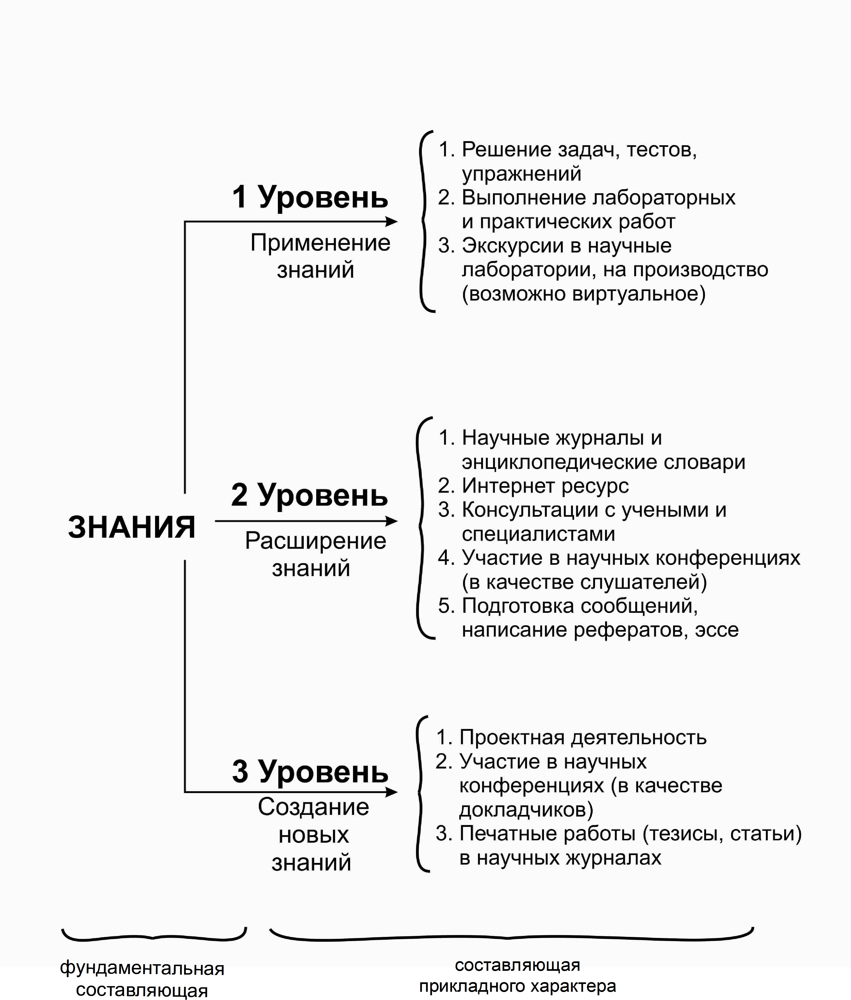 1 Уровень
Применение
знаний
1. Решение задач, тестов,
упражнений
2. Выполнение лабораторных
и практических работ
3. Экскурсии в научные
лаборатории, на производство
(возможно виртуальное)
ЗНАНИЯ
2 Уровень
Расширение
знаний
1. Научные журналы и
энциклопедические словари
2. Интернет ресурс
3. Консультации с учеными и
специалистами
4. Участие в научных конференциях
(в качестве слушателей)
5. Подготовка сообщений,
написание рефератов, эссе
3 Уровень
Создание
новых
знаний
1. Проектная деятельность
2. Участие в научных
конференциях (в качестве
докладчиков)
3. Печатные работы (тезисы, статьи)
в научных журналах
фундаментальная
составляющая
составляющая
прикладного характера